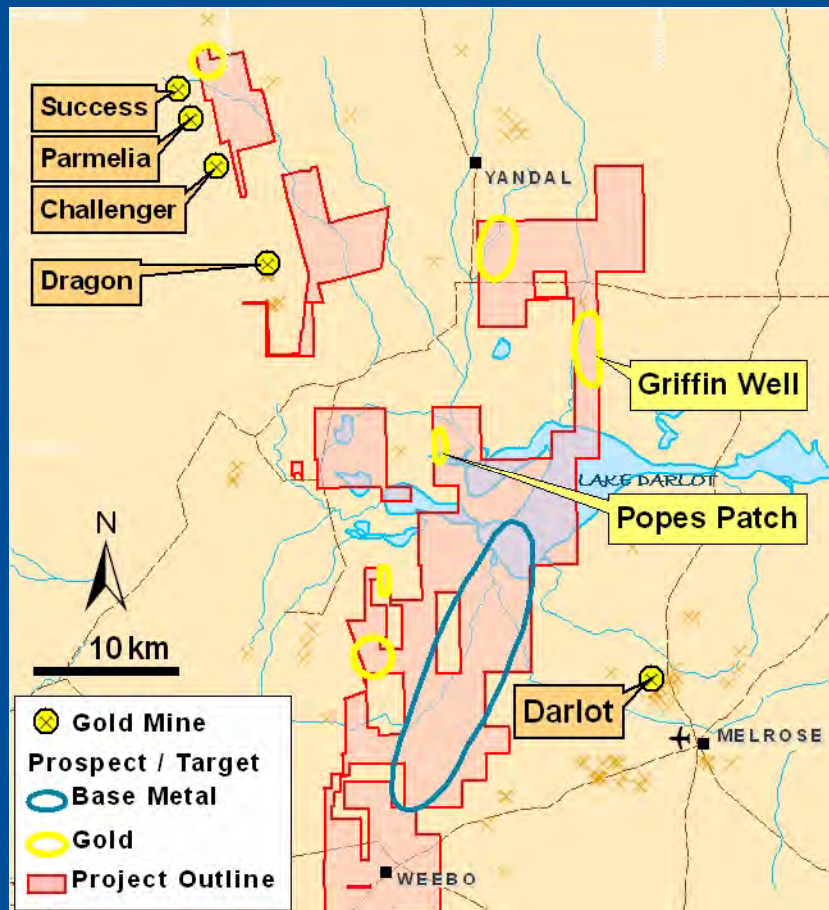 Success
Parmelia
Challenger
Dragon
YANDAL
Griffin Well
LAKE DARLOT
Popes Patch
N
10 km
Darlot
MELROSE
Gold Mine
Prospect / Target
Base Metal
Gold
Project Outline
WEEBO